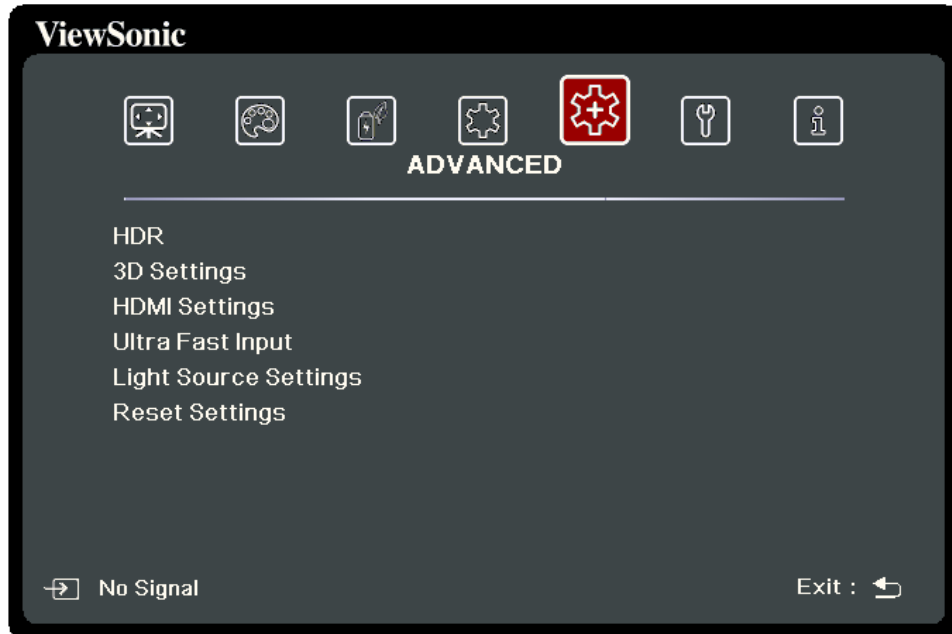 ViewSonic
ADVANCED
HDR
3D Settings
HDMI Settings
Ultra Fast Input
Light Source Settings
Reset Settings
No Signal
Exit :